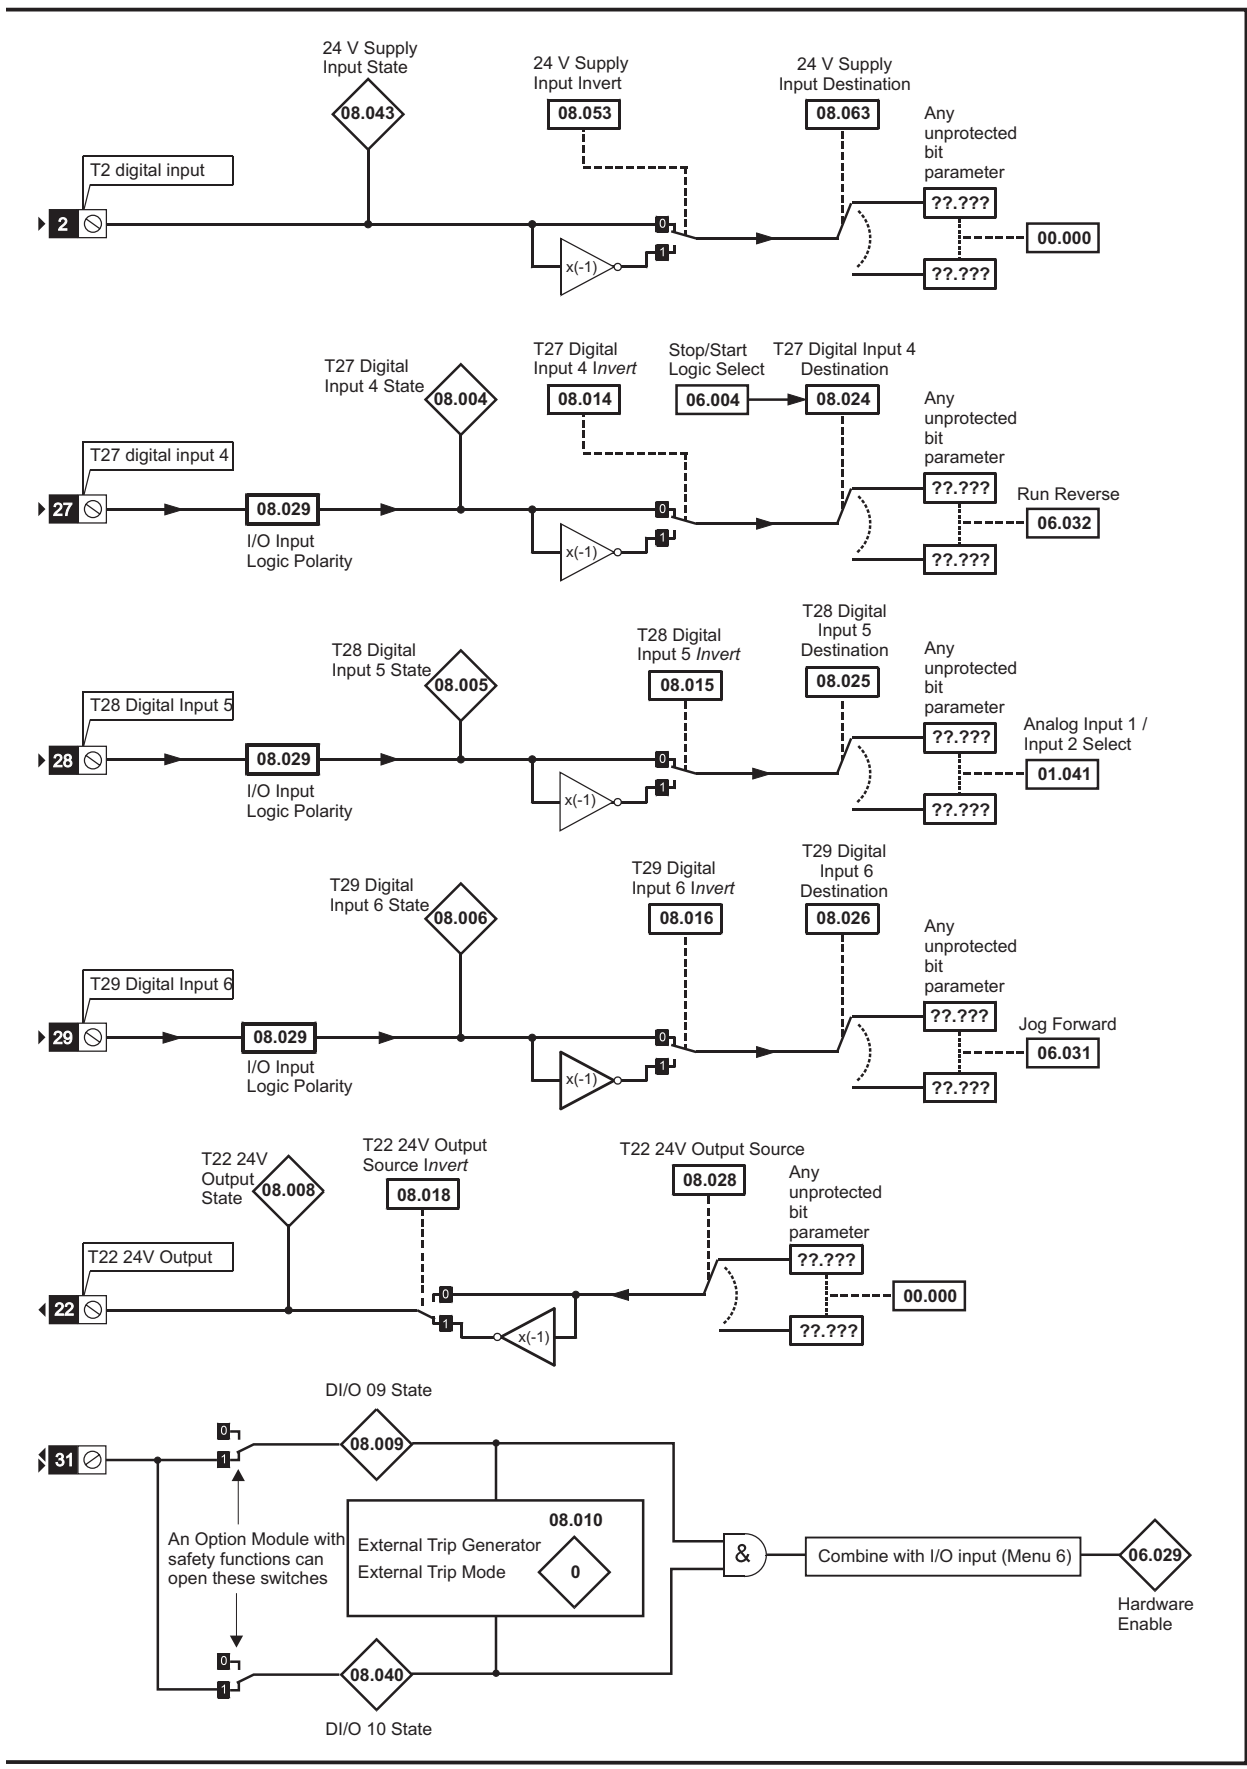 24 V Supply
Input State
08.043
24 V Supply
Input Invert
08.053
24 V Supply
Input Destination
08.063
Any
unprotected
bit
parameter
T2 digital input
2
0
1
x(-1)
??.???
??.???
00.000
T27 Digital
Input 4 State
08.004
T27 Digital
Input 4 Invert
08.014
Stop/Start
Logic Select
06.004
T27 Digital Input 4
Destination
08.024
Any
unprotected
bit
parameter
T27 digital input 4
27
08.029
I/O Input
Logic Polarity
0
1
x(-1)
??.???
??.???
Run Reverse
06.032
T28 Digital
Input 5 State
08.005
T28 Digital
Input 5 Invert
08.015
T28 Digital
Input 5
Destination
08.025
Any
unprotected
bit
parameter
T28 Digital Input 5
28
08.029
I/O Input
Logic Polarity
0
1
x(-1)
??.???
??.???
Analog Input 1 /
Input 2 Select
01.041
T29 Digital
Input 6 State
08.006
T29 Digital
Input 6 Invert
08.016
T29 Digital
Input 6
Destination
08.026
Any
unprotected
bit
parameter
T29 Digital Input 6
29
08.029
I/O Input
Logic Polarity
0
1
x(-1)
??.???
??.???
Jog Forward
06.031
T22 24V
Output
State
08.008
T22 24V Output
Source Invert
08.018
T22 24V Output Source
08.028
Any
unprotected
bit
parameter
T22 24V Output
22
0
1
x(-1)
??.???
??.???
00.000
DI/O 09 State
31
0
1
08.009
An Option Module with
safety functions can
open these switches
08.010
External Trip Generator
External Trip Mode
0
&
Combine with I/O input (Menu 6)
06.029
Hardware
Enable
0
1
08.040
DI/O 10 State